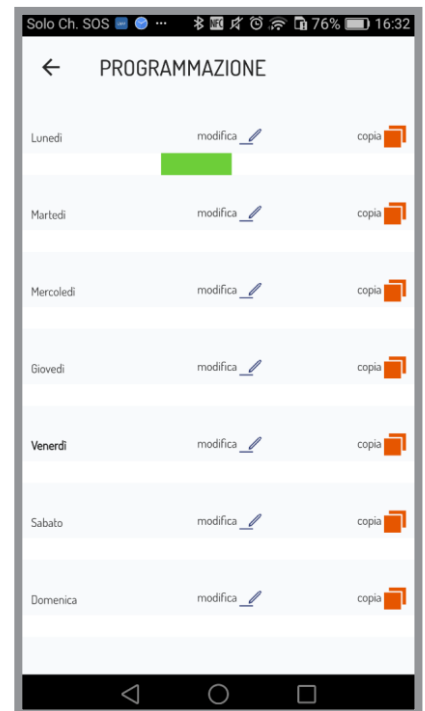 Solo Ch. SOS ... NFC 76% 16:32
PROGRAMMAZIONE
Lunedì modifica copia
Martedì modifica copia
Mercoledì modifica copia
Giovedì modifica copia
Venerdì modifica copia
Sabato modifica copia
Domenica modifica copia